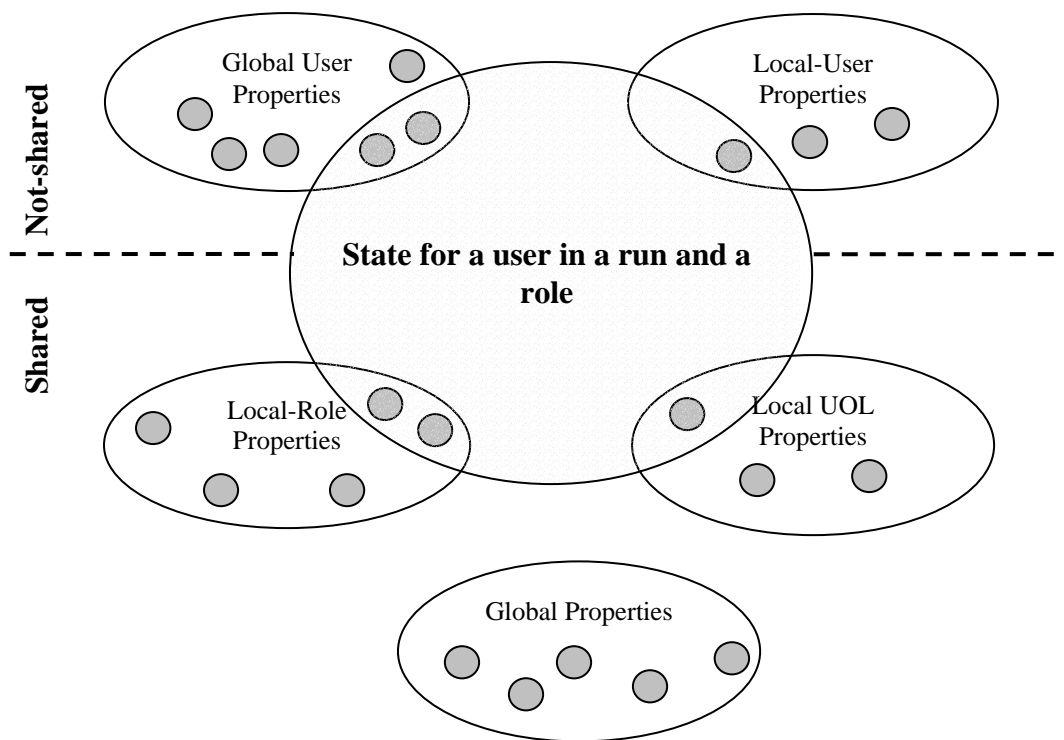 Global User
Properties
Local-User
Properties
Not-shared
State for a user in a run and a
role
Shared
Local-Role
Properties
Local UOL
Properties
Global Properties